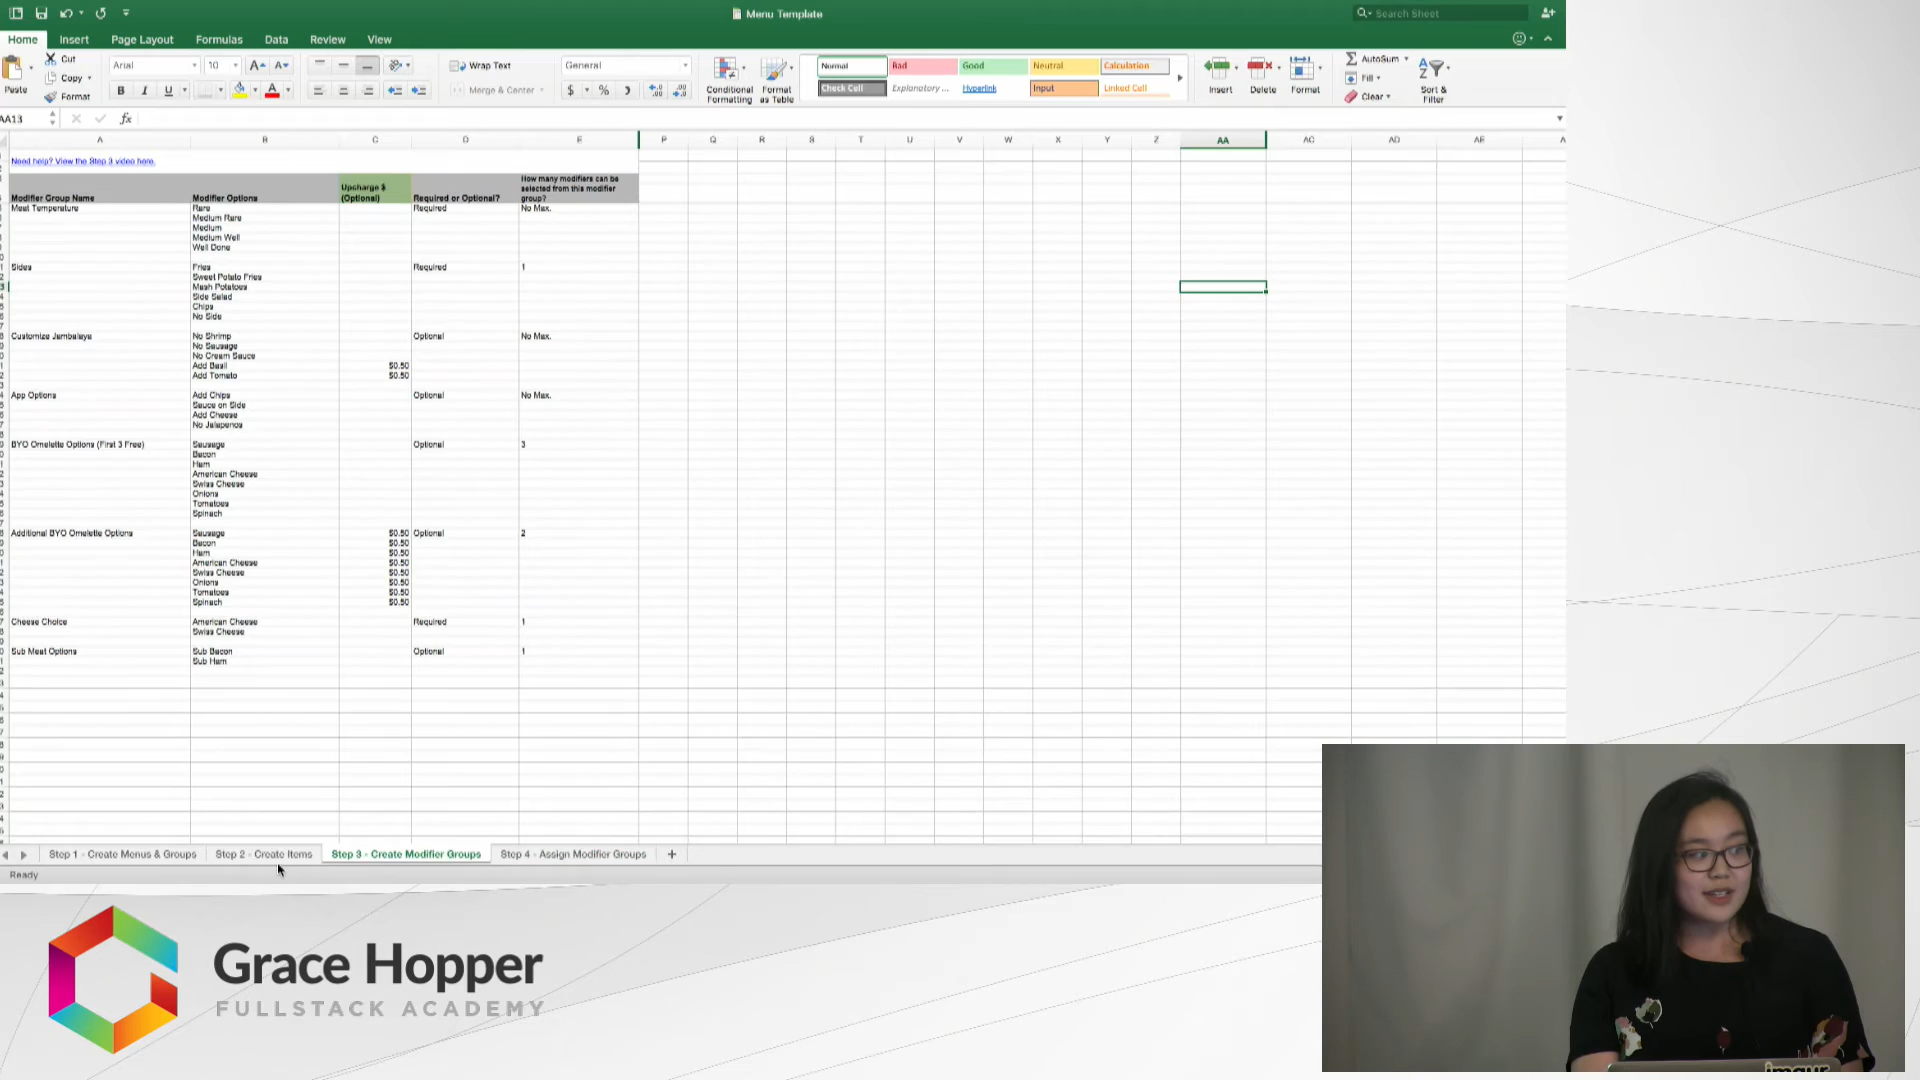 Menu Template
Search Sheet
Home Insert Page Layout Formulas Data Review View
Cut
Copy
Format
Paste
Arial 10
Wrap Text
Merge & Center
General
Conditional Formatting
Format as Table
Normal Bad Good Neutral Calculation
Check Cell Explanatory ... Hyperlink Input Linked Cell
Insert Delete Format
AutoSum
Fill
Clear
Sort & Filter
AA13
fx
A B C D E P Q R S T U V W X Y Z AA AC AD AE
Need help? View the Step 3 video here.
Modifier Group Name Modifier Options Upcharge $ (Optional) Required or Optional? How many modifiers can be selected from this modifier group?
Meat Temperature Rare Required No Max.
Medium Rare
Medium
Medium Well
Well Done
Sides Fries Required 1
Sweet Potato Fries
Mash Potatoes
Side Salad
Chips
No Side
Customize Jambalaya No Shrimp Optional No Max.
No Sausage
No Cream Sauce
Add Basil $0.50
Add Tomato $0.50
App Options Add Chips Optional No Max.
Sauce on Side
Add Cheese
No Jalapenos
BYO Omelette Options (First 3 Free) Sausage Optional 3
Bacon
Ham
American Cheese
Swiss Cheese
Onions
Tomatoes
Spinach
Additional BYO Omelette Options Sausage $0.50 Optional 2
Bacon $0.50
Ham $0.50
American Cheese $0.50
Swiss Cheese $0.50
Onions $0.50
Tomatoes $0.50
Spinach $0.50
Cheese Choice American Cheese Required 1
Swiss Cheese
Sub Meat Options Sub Bacon Optional 1
Sub Ham
Step 1 - Create Menus & Groups Step 2 - Create Items Step 3 - Create Modifier Groups Step 4 - Assign Modifier Groups
Ready
Grace Hopper
FULLSTACK ACADEMY
imgur